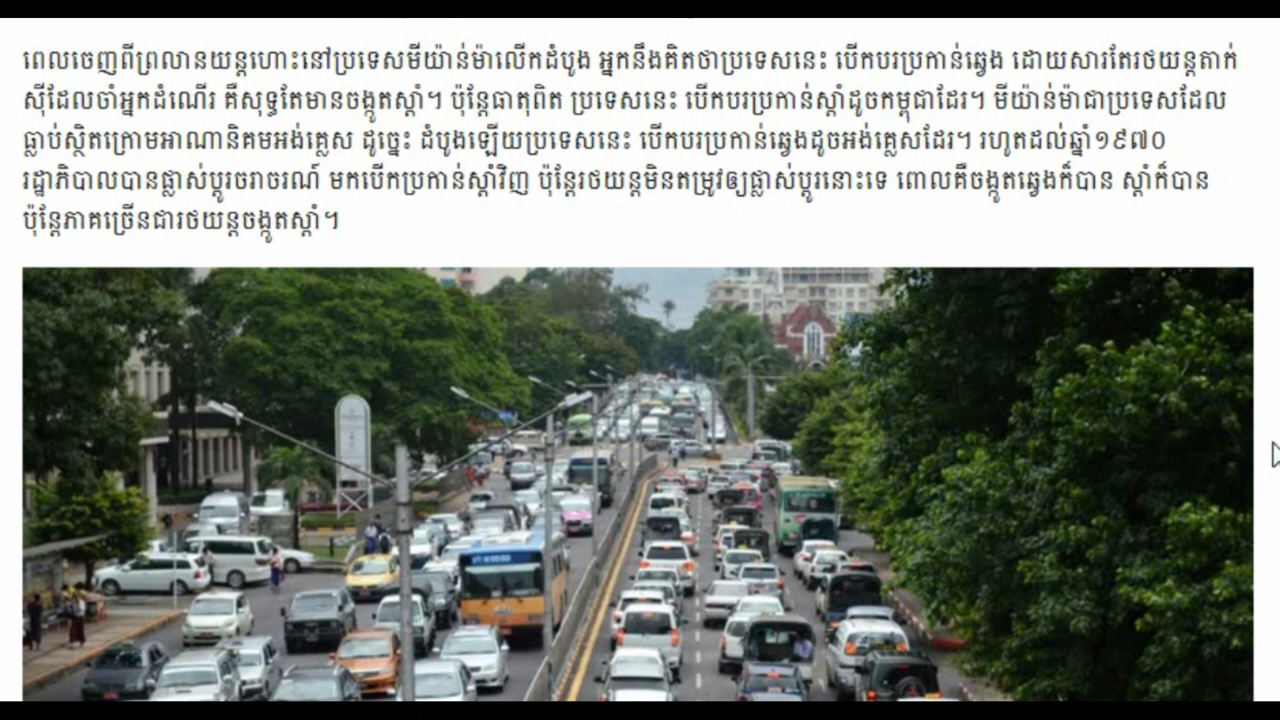 ពេលចេញពីព្រលានយន្តហោះនៅប្រទេសមីយ៉ាន់ម៉ាលើកដំបូង អ្នកនឹងគិតថាប្រទេសនេះ បើកបរប្រកាន់ឆ្វេង ដោយសារតែរថយន្តតាក់
ស៊ីដែលចាំអ្នកដំណើរ គឺសុទ្ធតែមានចង្កូតស្ដាំ។ ប៉ុន្តែធាតុពិត ប្រទេសនេះ បើកបរប្រកាន់ស្ដាំដូចកម្ពុជាដែរ។ មីយ៉ាន់ម៉ាជាប្រទេសដែល
ធ្លាប់ស្ថិតក្រោមអាណានិគមអង់គ្លេស ដូច្នេះ ដំបូងឡើយប្រទេសនេះ បើកបរប្រកាន់ឆ្វេងដូចអង់គ្លេសដែរ។ រហូតដល់ឆ្នាំ១៩៧០
រដ្ឋាភិបាលបានផ្លាស់ប្ដូរចរាចរណ៍ មកបើកប្រកាន់ស្ដាំវិញ ប៉ុន្តែរថយន្តមិនតម្រូវឲ្យផ្លាស់ប្ដូរនោះទេ ពោលគឺចង្កូតឆ្វេងក៏បាន ស្ដាំក៏បាន
ប៉ុន្តែភាគច្រើនជារថយន្តចង្កូតស្ដាំ។